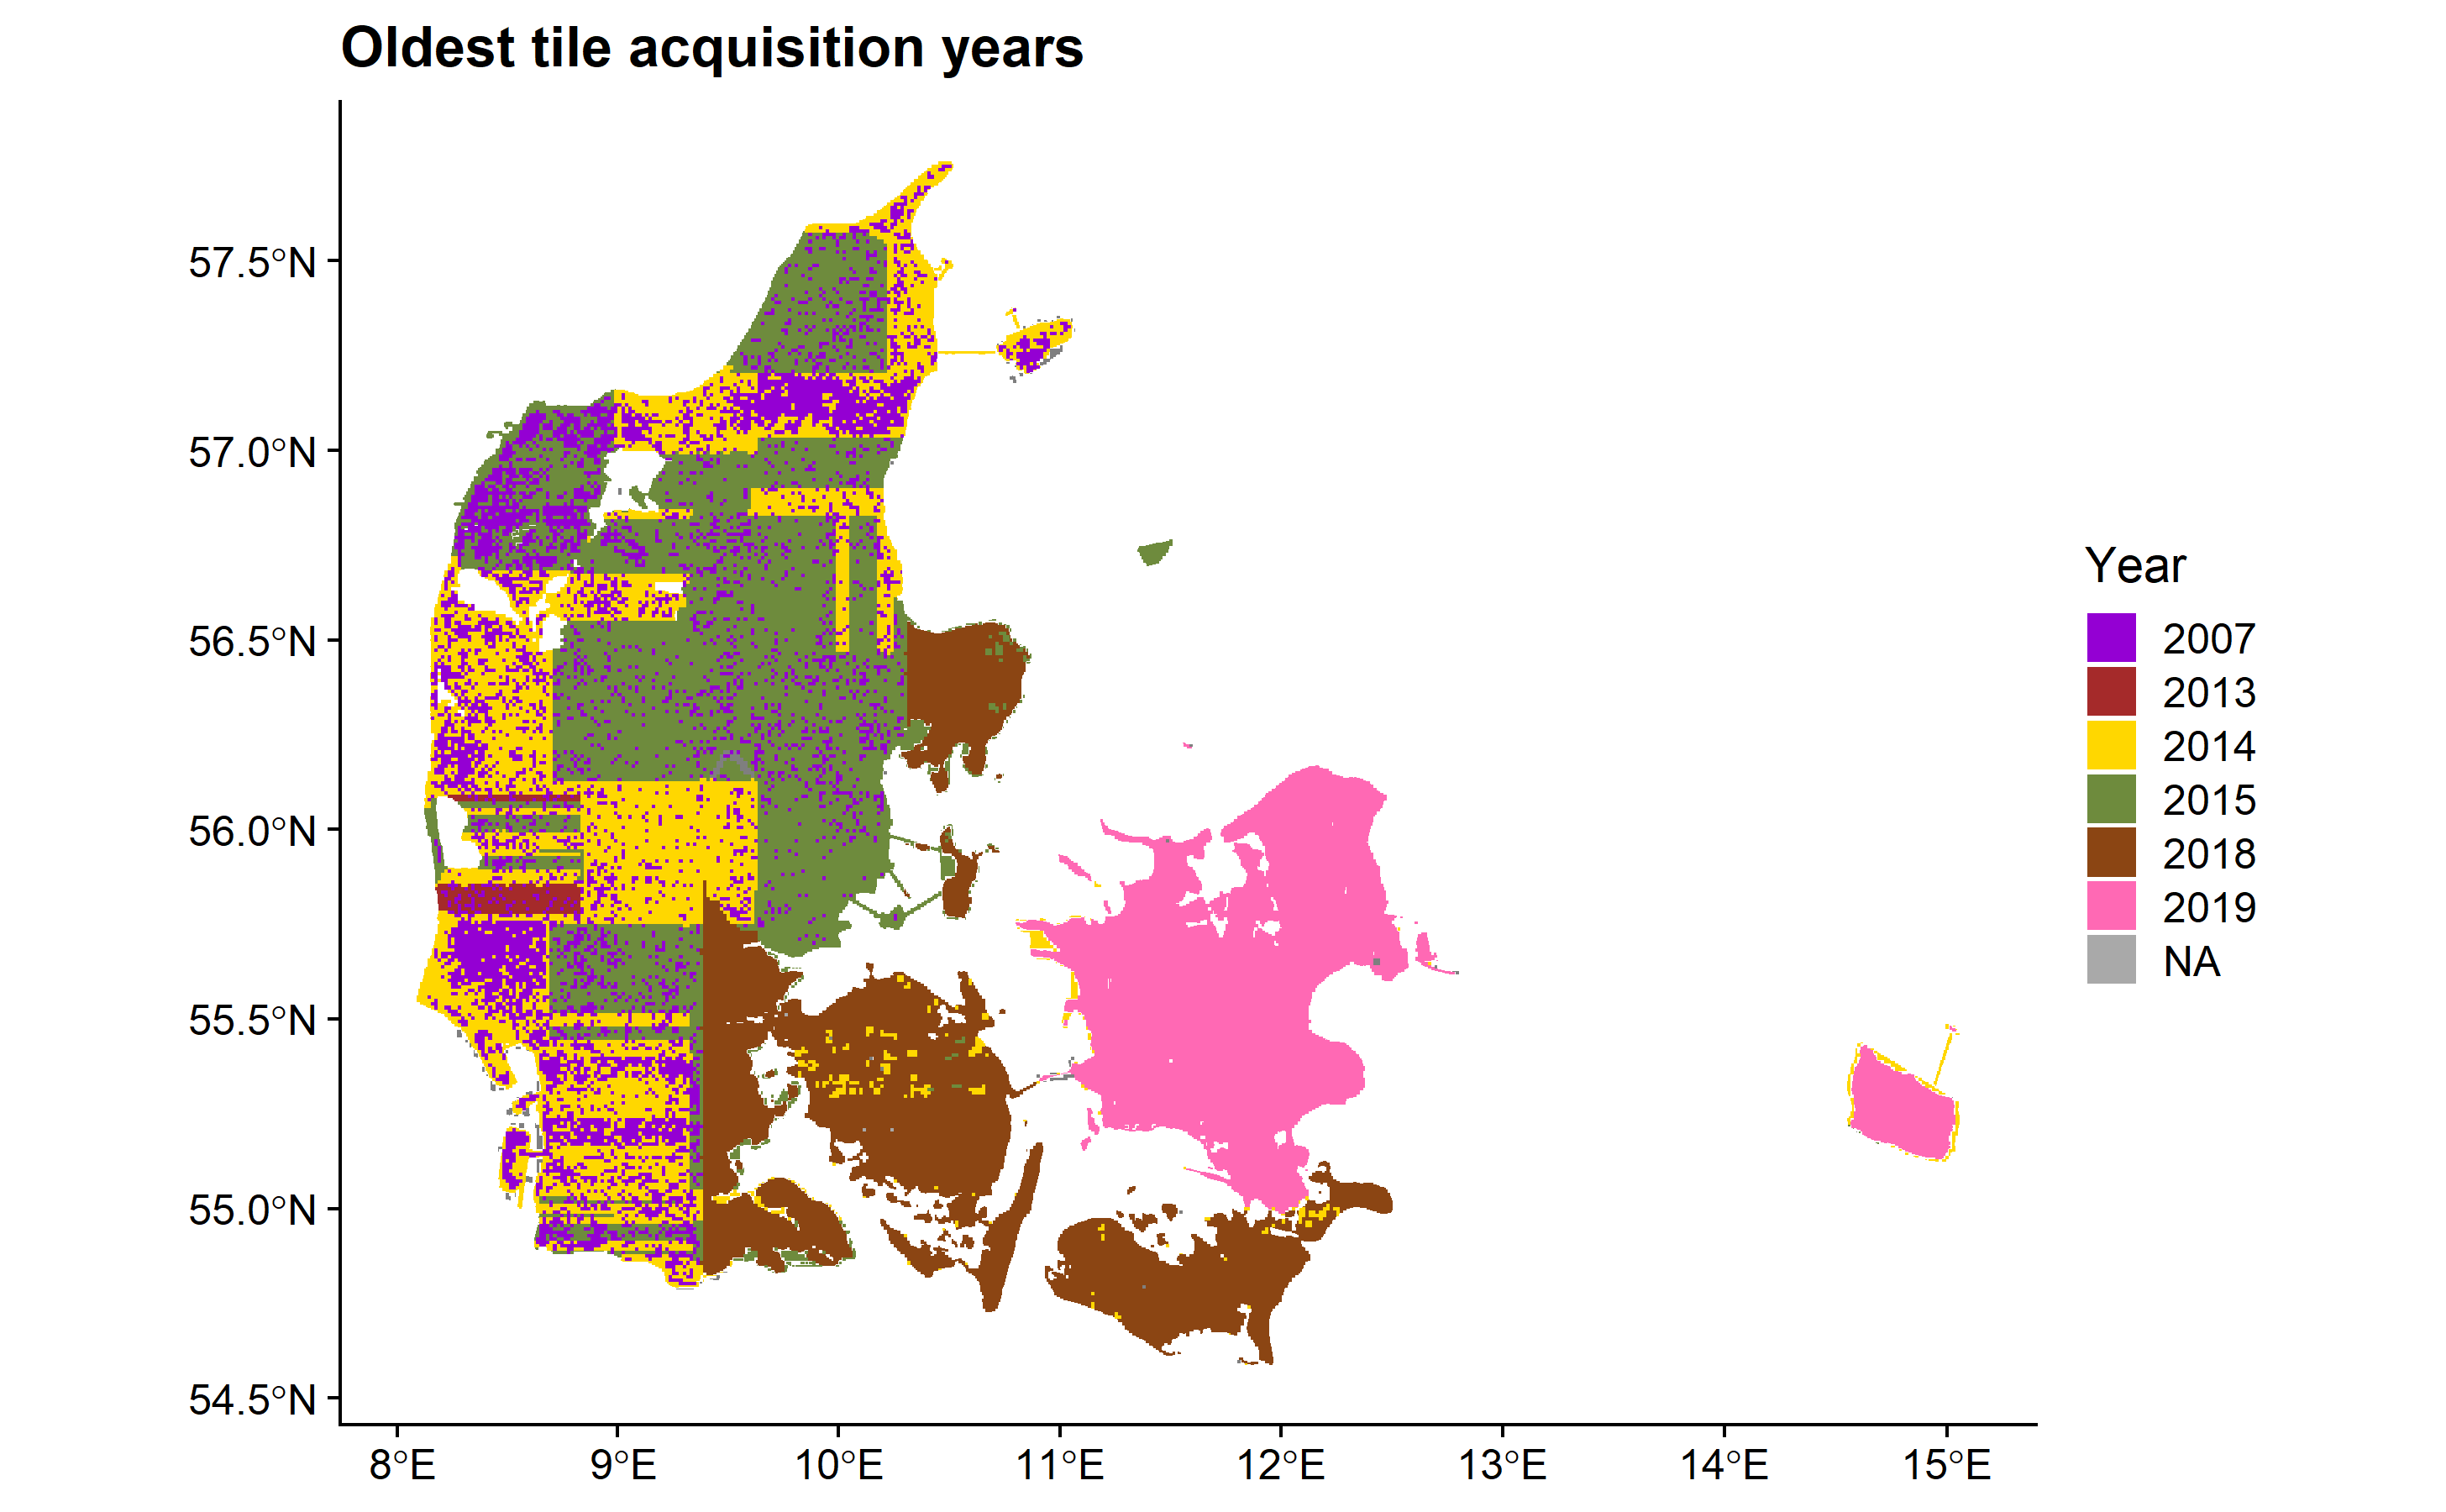 Oldest tile acquisition years
57.5°N
57.0°N
56.5°N
56.0°N
55.5°N
55.0°N
54.5°N
8°E 9°E 10°E 11°E 12°E 13°E 14°E 15°E
Year
2007
2013
2014
2015
2018
2019
NA